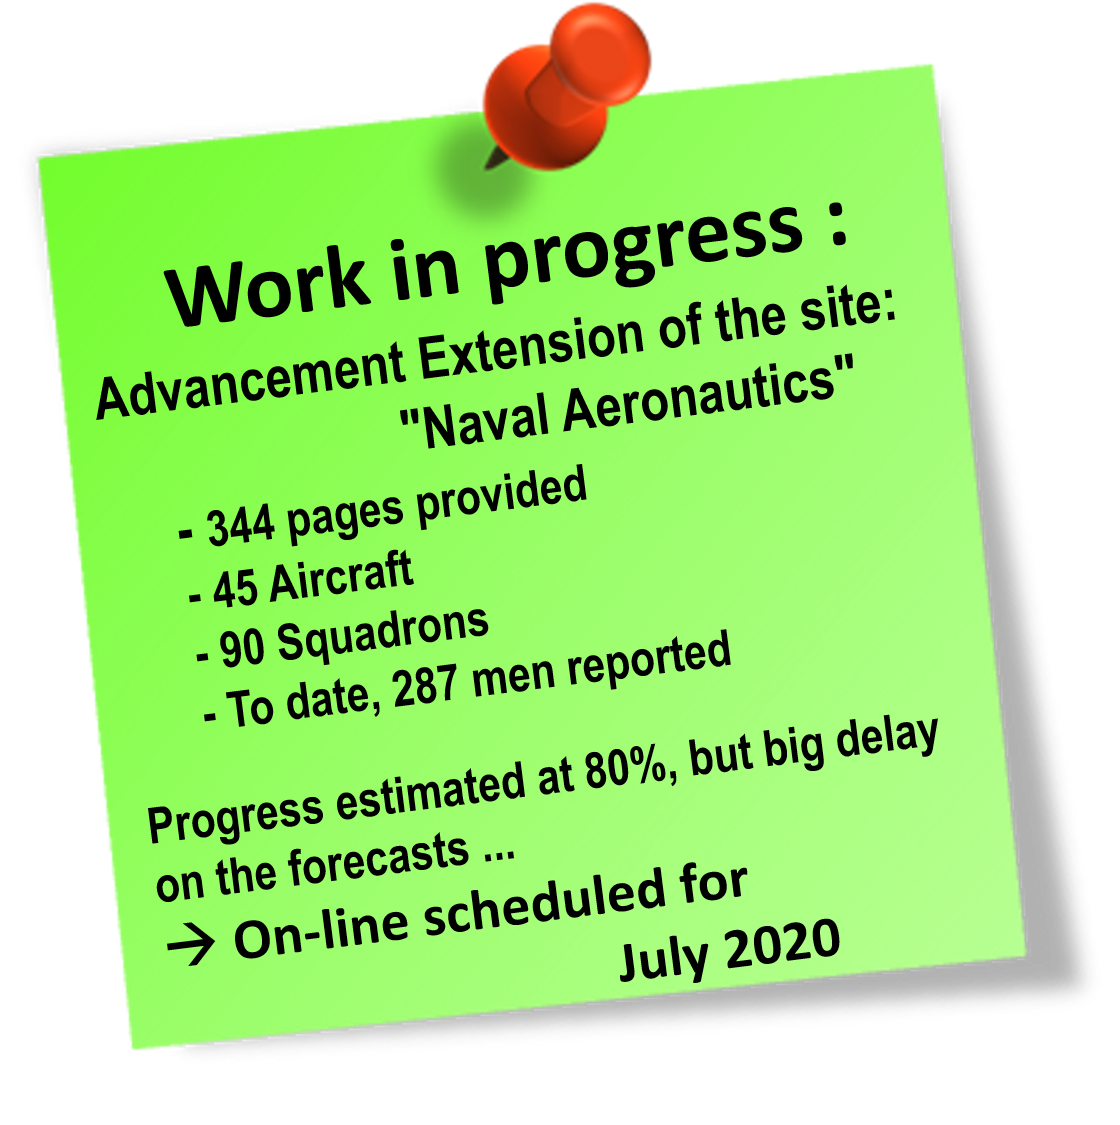 Work in progress :
Advancement Extension of the site:
"Naval Aeronautics"
- 344 pages provided
- 45 Aircraft
- 90 Squadrons
- To date, 287 men reported
Progress estimated at 80%, but big delay
on the forecasts ...
→ On-line scheduled for
July 2020